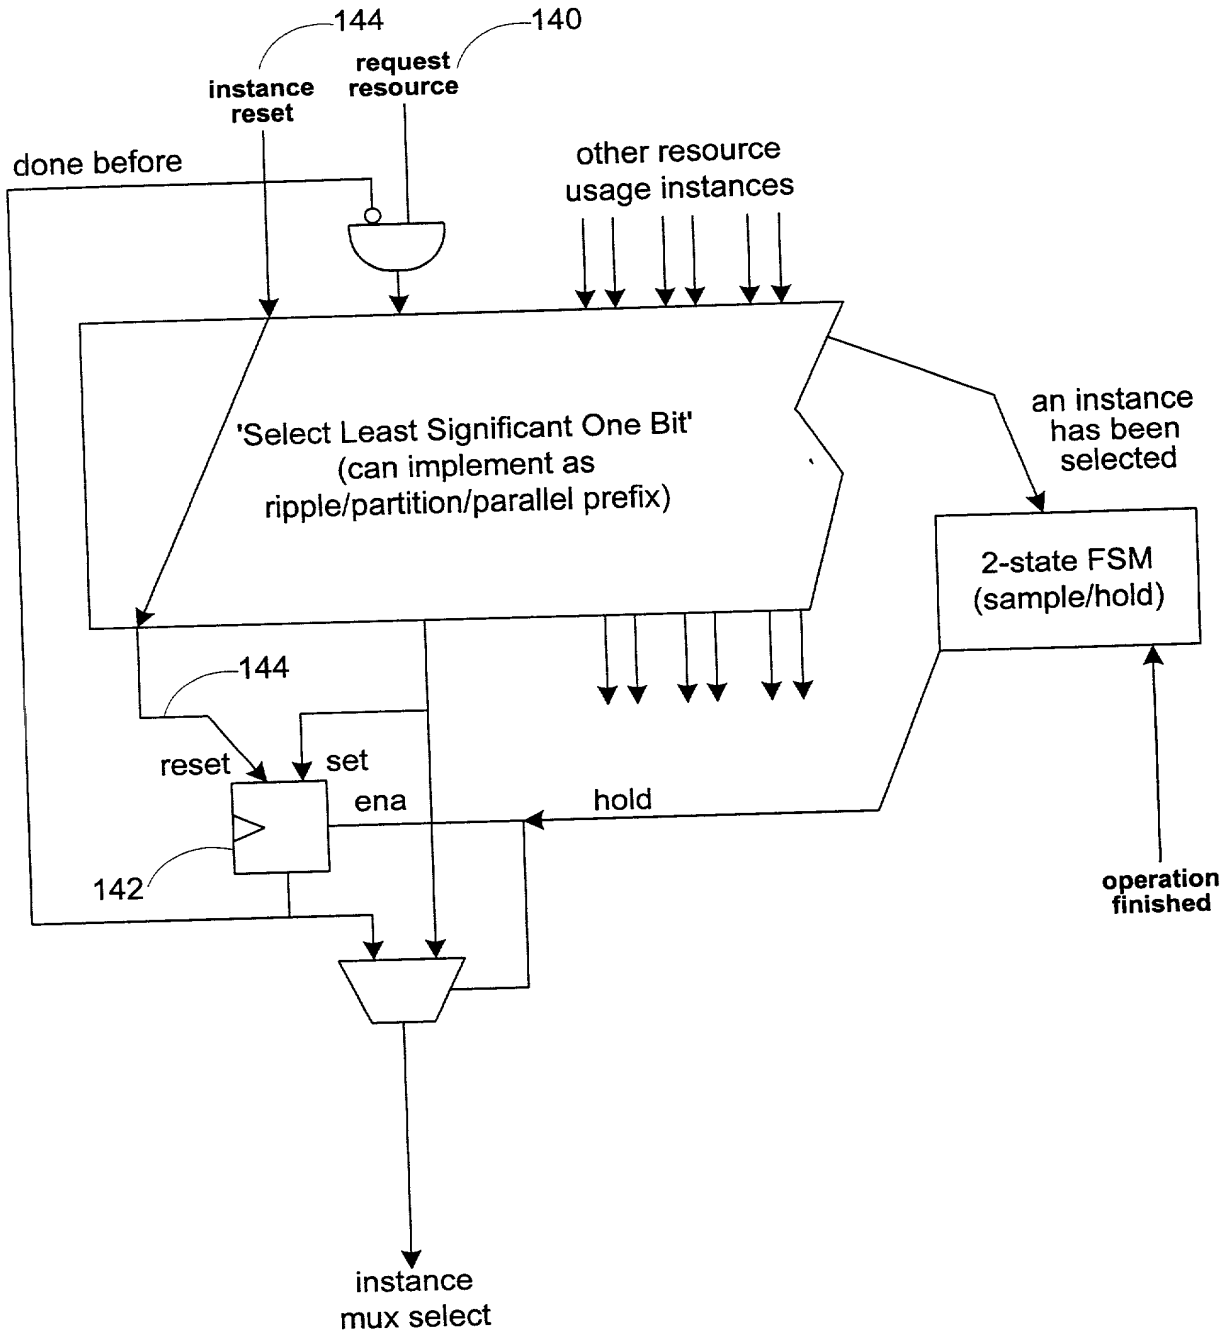 144
140
request
resource
instance
reset
done before
other resource
usage instances
'Select Least Significant One Bit'
(can implement as
ripple/partition/parallel prefix)
an instance
has been
selected
2-state FSM
(sample/hold)
144
reset
set
ena
hold
142
operation
finished
instance
mux select